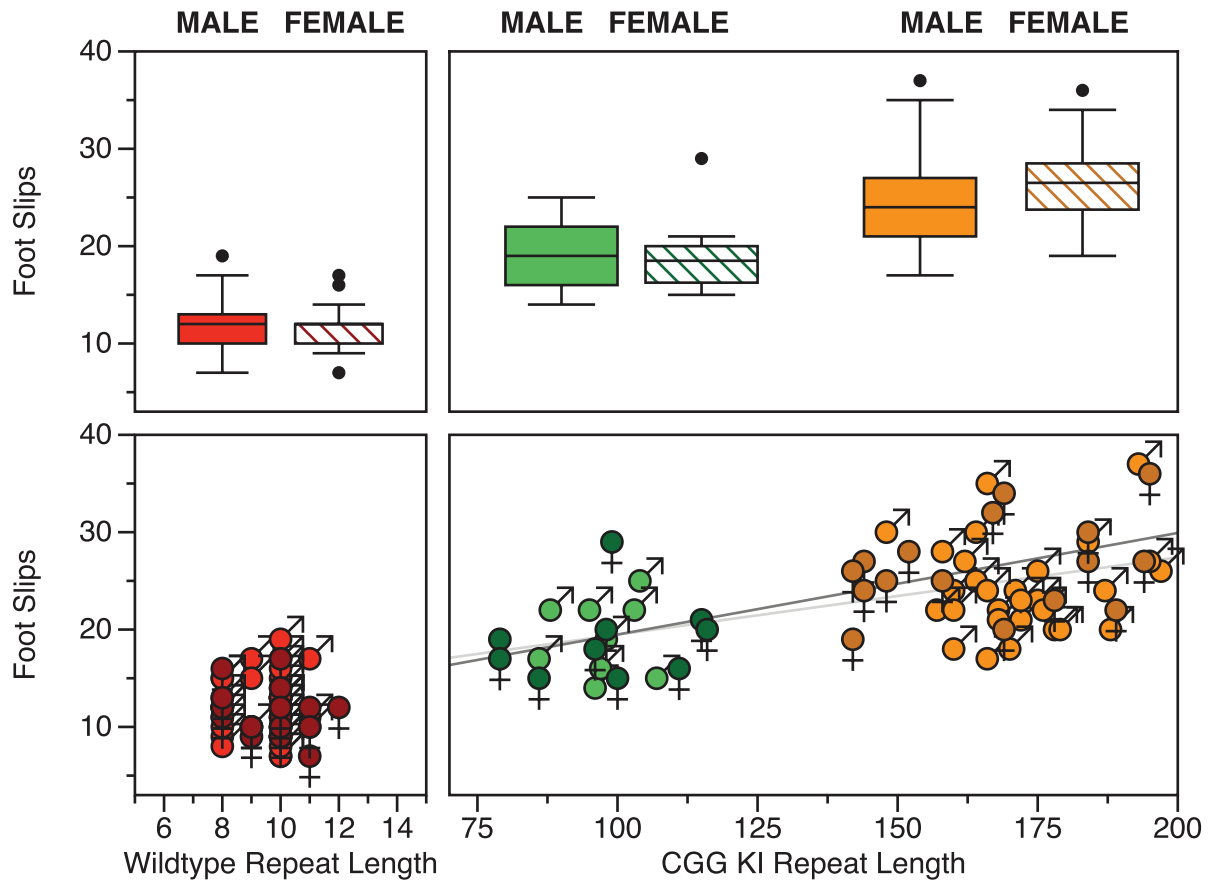 MALE FEMALE MALE FEMALE MALE FEMALE
40
30
20
10
Foot Slips
Foot Slips
40
30
20
10
6 8 10 12 14 75 100 125 150 175 200
Wildtype Repeat Length CGG KI Repeat Length